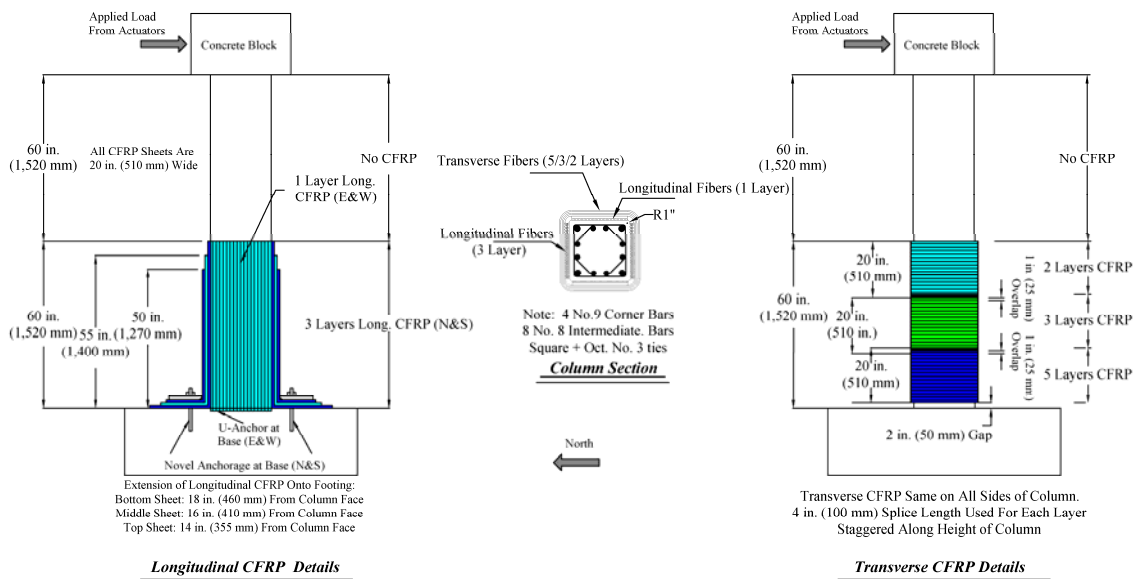 Applied Load
From Actuators
Concrete Block
60 in.
(1,520 mm)
All CFRP Sheets Are
20 in. (510 mm) Wide
No CFRP
1 Layer Long.
CFRP (E&W)
60 in.
(1,520 mm)
55 in.
(1,400 mm)
50 in.
(1,270 mm)
3 Layers Long. CFRP (N&S)
U-Anchor at
Base (E&W)
Novel Anchorage at Base (N&S)
Extension of Longitudinal CFRP Onto Footing:
Bottom Sheet: 18 in. (460 mm) From Column Face
Middle Sheet: 16 in. (410 mm) From Column Face
Top Sheet: 14 in. (355 mm) From Column Face
Longitudinal CFRP Details
Transverse Fibers (5/3/2 Layers)
Longitudinal Fibers (1 Layer)
R1"
Longitudinal Fibers
(3 Layer)
Note: 4 No.9 Corner Bars
8 No. 8 Intermediate. Bars
Square + Oct. No. 3 ties
Column Section
North
Applied Load
From Actuators
Concrete Block
60 in.
(1,520 mm)
No CFRP
60 in.
(1,520 mm)
20 in.
(510 mm)
20 in.
(510 in.)
20 in.
(510 mm)
1 in (25 mm)
Overlap
1 in. (25 mm)
Overlap
2 Layers CFRP
3 Layers CFRP
5 Layers CFRP
2 in. (50 mm) Gap
Transverse CFRP Same on All Sides of Column.
4 in. (100 mm) Splice Length Used For Each Layer
Staggered Along Height of Column
Transverse CFRP Details